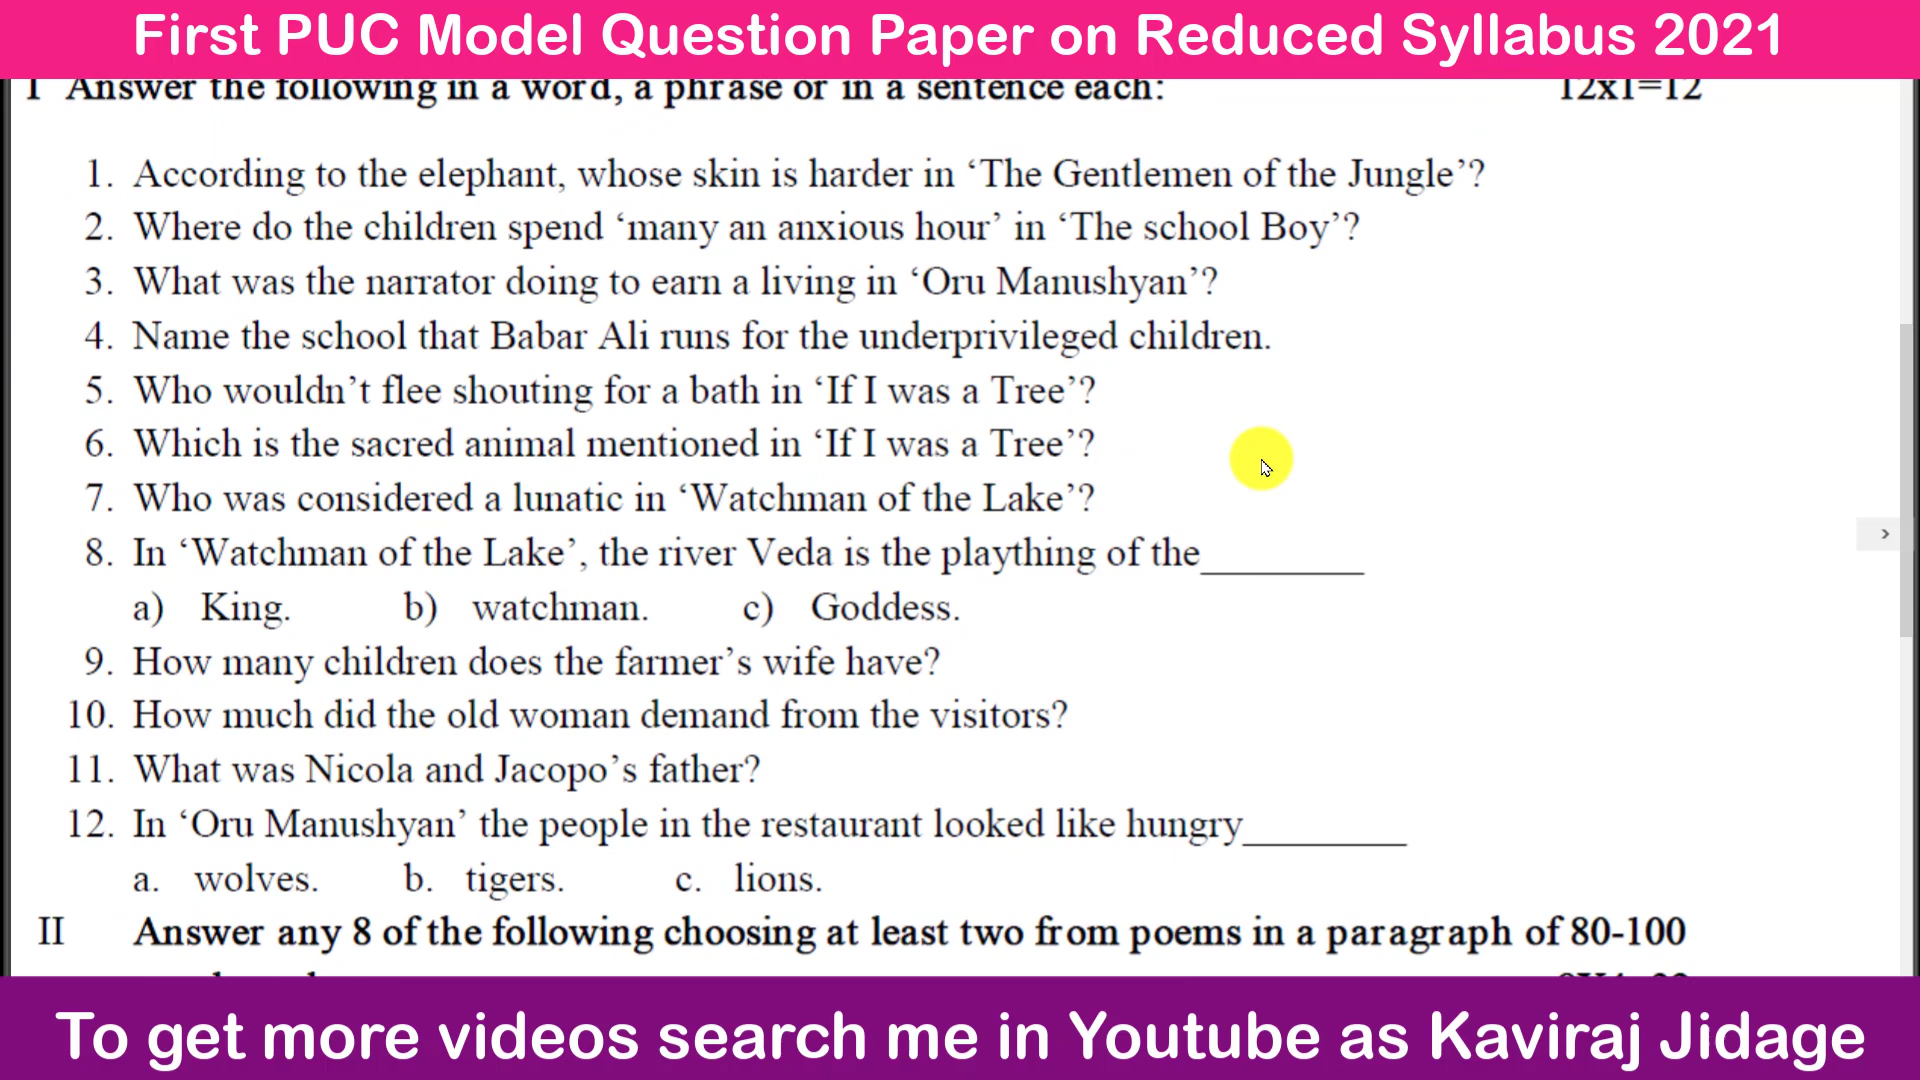 First PUC Model Question Paper on Reduced Syllabus 2021
I Answer the following in a word, a phrase or in a sentence each: 12x1=12
1. According to the elephant, whose skin is harder in ‘The Gentlemen of the Jungle’?
2. Where do the children spend ‘many an anxious hour’ in ‘The school Boy’?
3. What was the narrator doing to earn a living in ‘Oru Manushyan’?
4. Name the school that Babar Ali runs for the underprivileged children.
5. Who wouldn’t flee shouting for a bath in ‘If I was a Tree’?
6. Which is the sacred animal mentioned in ‘If I was a Tree’?
7. Who was considered a lunatic in ‘Watchman of the Lake’?
8. In ‘Watchman of the Lake’, the river Veda is the plaything of the________
a) King. b) watchman. c) Goddess.
9. How many children does the farmer’s wife have?
10. How much did the old woman demand from the visitors?
11. What was Nicola and Jacopo’s father?
12. In ‘Oru Manushyan’ the people in the restaurant looked like hungry________
a. wolves. b. tigers. c. lions.
II Answer any 8 of the following choosing at least two from poems in a paragraph of 80-100
To get more videos search me in Youtube as Kaviraj Jidage